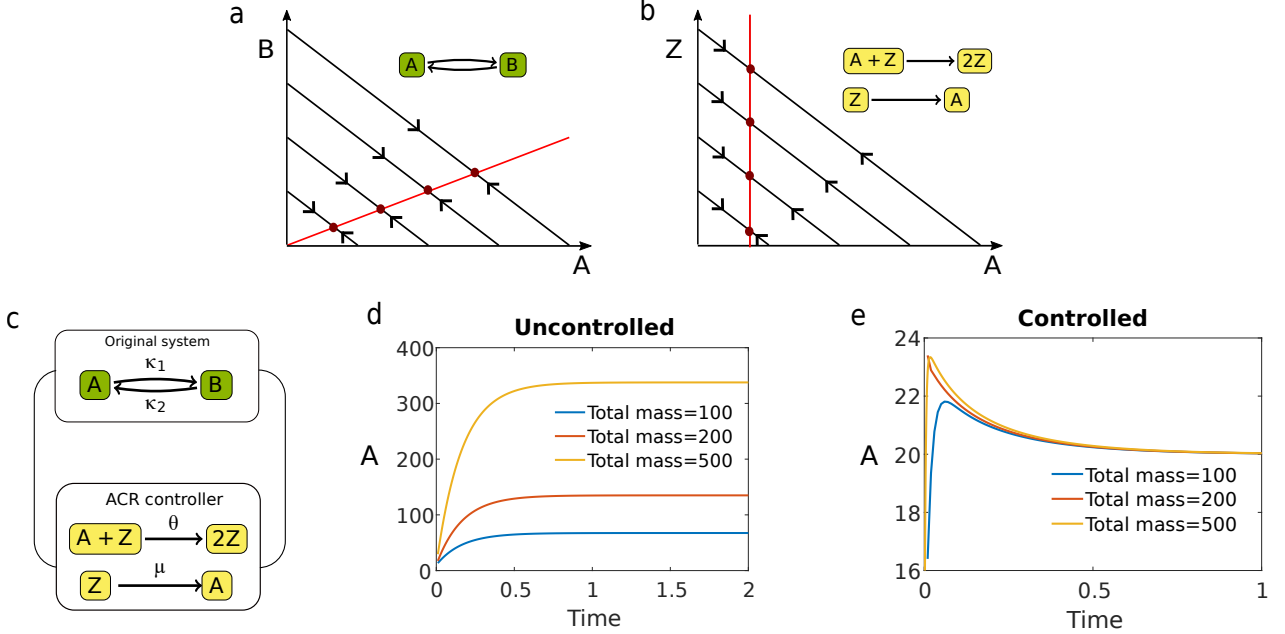 a
B
A
B
A
b
Z
A + Z
2Z
Z
A
A
c
Original system
κ1
A
B
κ2
ACR controller
A + Z
θ
2Z
Z
μ
A
d
Uncontrolled
400
300
200
100
0
A
Total mass=100
Total mass=200
Total mass=500
0
0.5
1
1.5
2
Time
e
Controlled
24
22
20
18
16
A
Total mass=100
Total mass=200
Total mass=500
0
0.5
1
Time